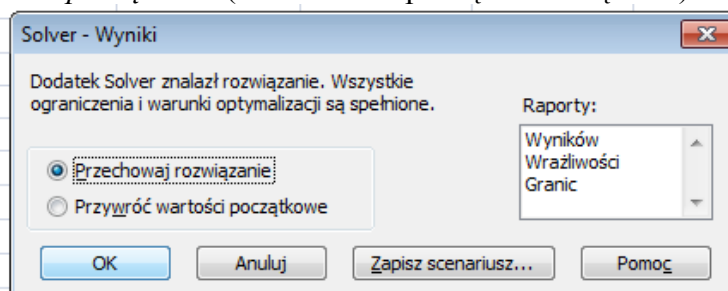 Solver - Wyniki
Dodatek Solver znalazł rozwiązanie. Wszystkie
ograniczenia i warunki optymalizacji są spełnione.
Raporty:
Wyników
Wrażliwości
Granic
Przechowaj rozwiązanie
Przywróć wartości początkowe
OK
Anuluj
Zapisz scenariusz...
Pomoc